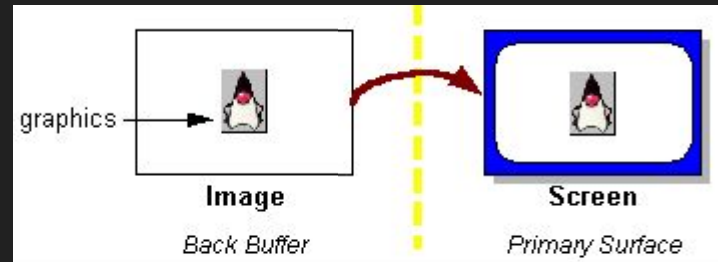 graphics
Image
Screen
Back Buffer
Primary Surface